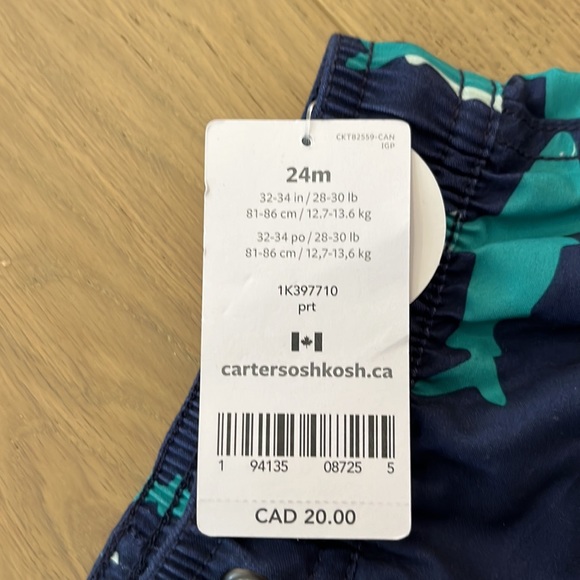 CKTB2559-CAN
IGP
24m
32-34 in / 28-30 lb
81-86 cm / 12.7-13.6 kg
32-34 po / 28-30 lb
81-86 cm / 12,7-13,6 kg
1K397710
prt
cartersoshkosh.ca
1 94135 08725 5
CAD 20.00